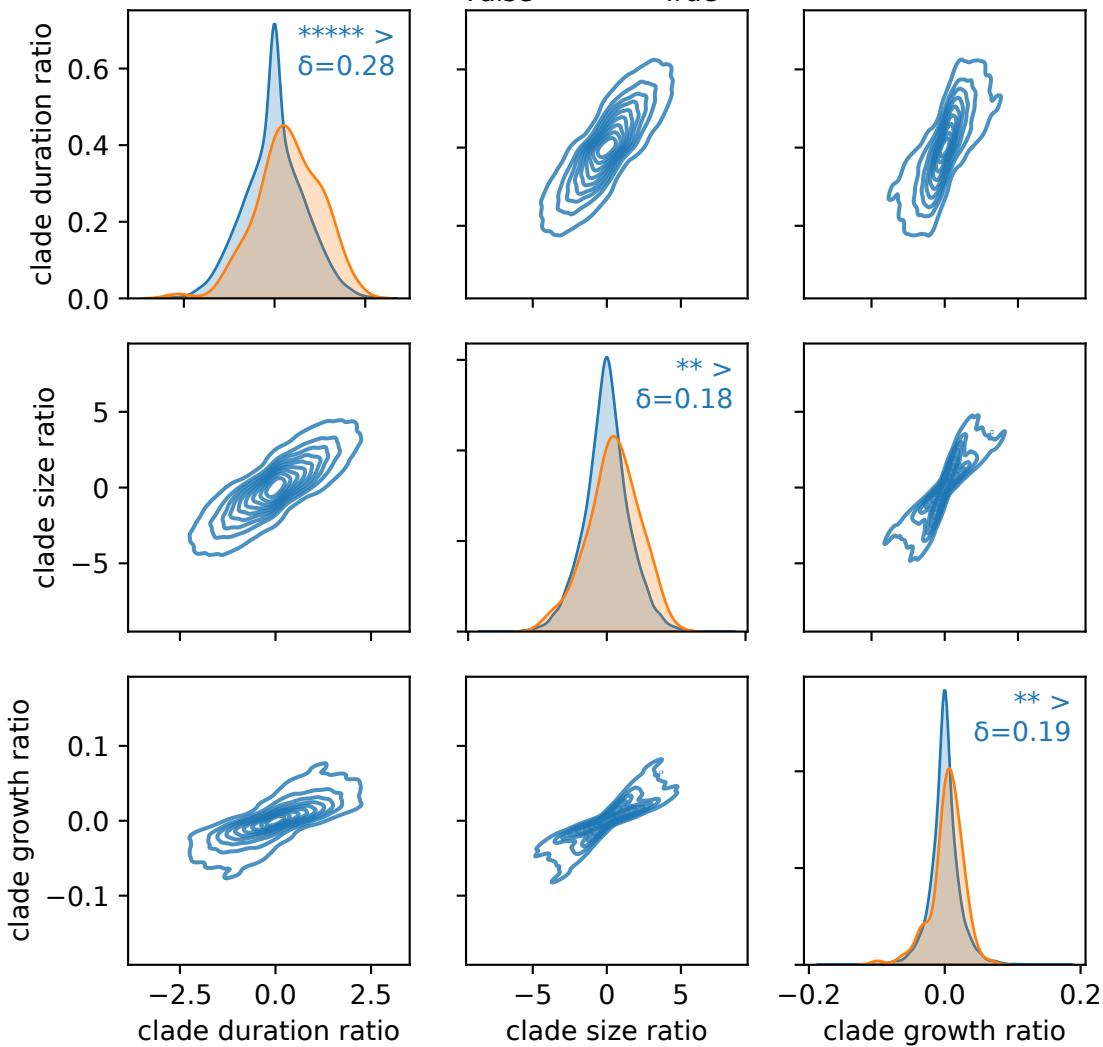 ***** >
δ=0.28
clade duration ratio
0.6
0.4
0.2
0.0
** >
δ=0.18
clade size ratio
5
0
−5
** >
δ=0.19
clade growth ratio
0.1
0.0
−0.1
−2.5
0.0
2.5
−5
0
5
−0.2
0.0
0.2
clade duration ratio
clade size ratio
clade growth ratio